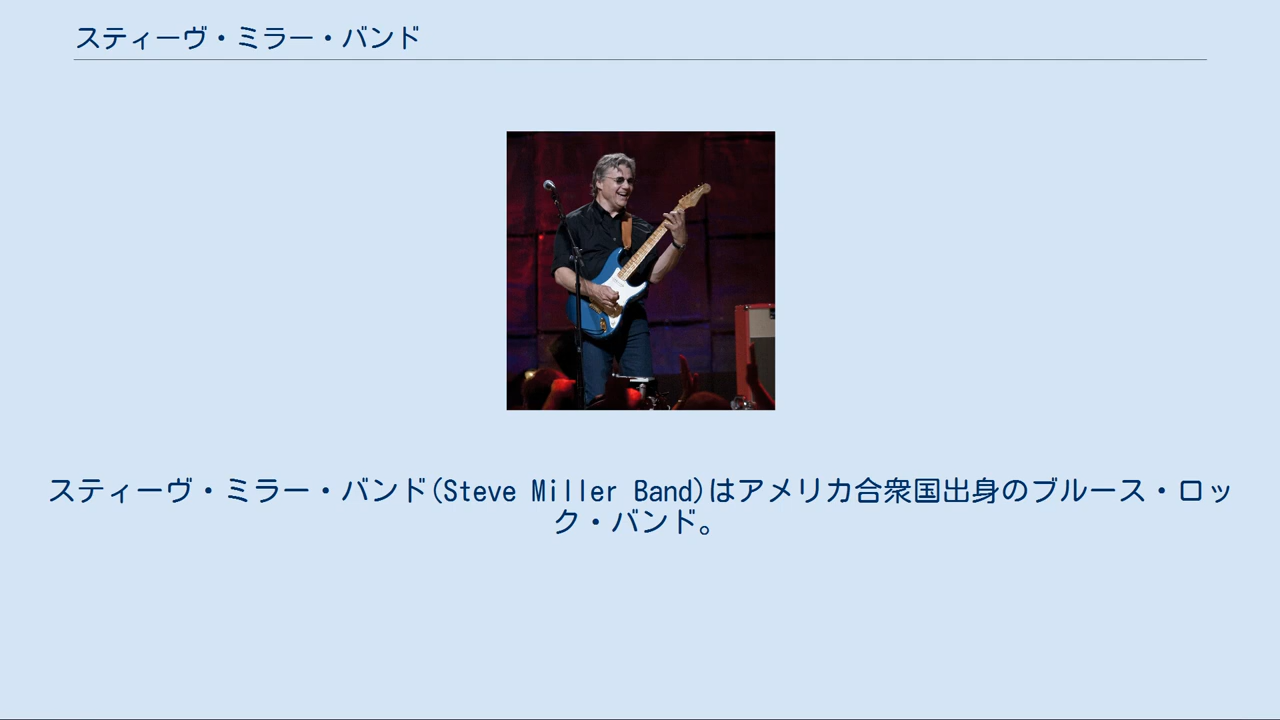 スティーヴ・ミラー・バンド
スティーヴ・ミラー・バンド(Steve Miller Band)はアメリカ合衆国出身のブルース・ロッ
ク・バンド。